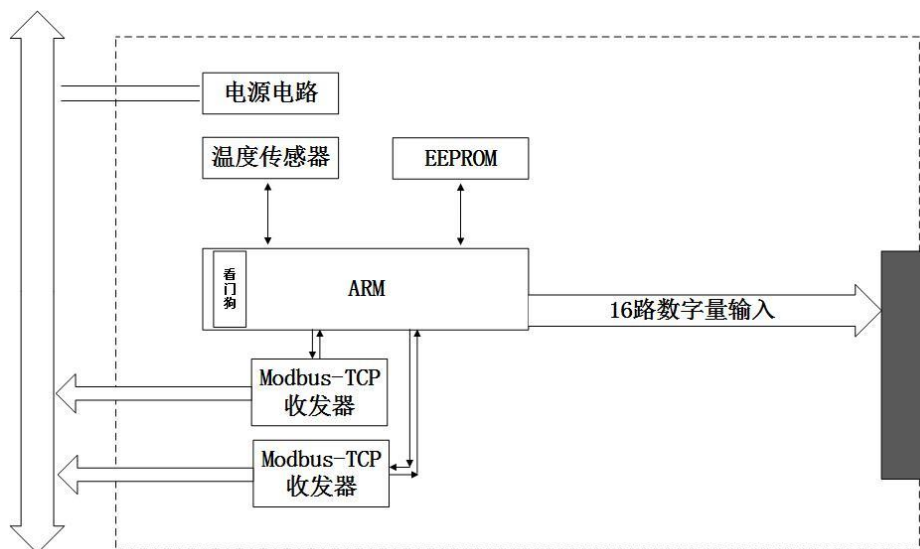 电源电路
温度传感器
EEPROM
看
门
狗
ARM
16路数字量输入
Modbus-TCP
收发器
Modbus-TCP
收发器